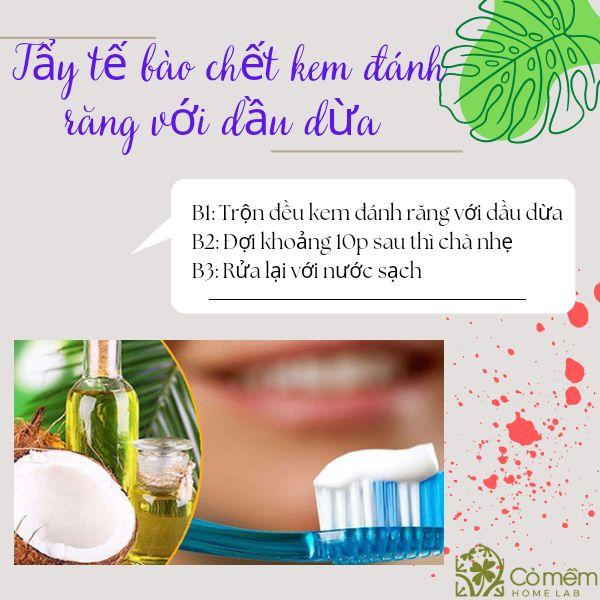 Tẩy tế bào chết kem đánh
răng với dầu dừa
B1: Trộn đều kem đánh răng với dầu dừa
B2: Đợi khoảng 10p sau thì chà nhẹ
B3: Rửa lại với nước sạch
Cỏ mềm
HOME LAB